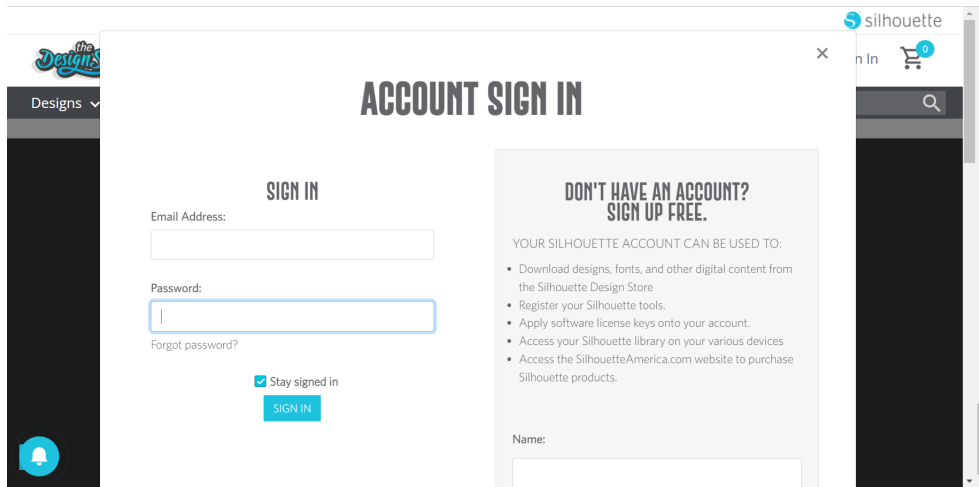 silhouette
the
Design S
n In
0
Designs
ACCOUNT SIGN IN
SIGN IN
Email Address:
Password:
Forgot password?
Stay signed in
SIGN IN
DON'T HAVE AN ACCOUNT?
SIGN UP FREE.
YOUR SILHOUETTE ACCOUNT CAN BE USED TO:
Download designs, fonts, and other digital content from
the Silhouette Design Store
Register your Silhouette tools.
Apply software license keys onto your account.
Access your Silhouette library on your various devices
Access the SilhouetteAmerica.com website to purchase
Silhouette products.
Name: